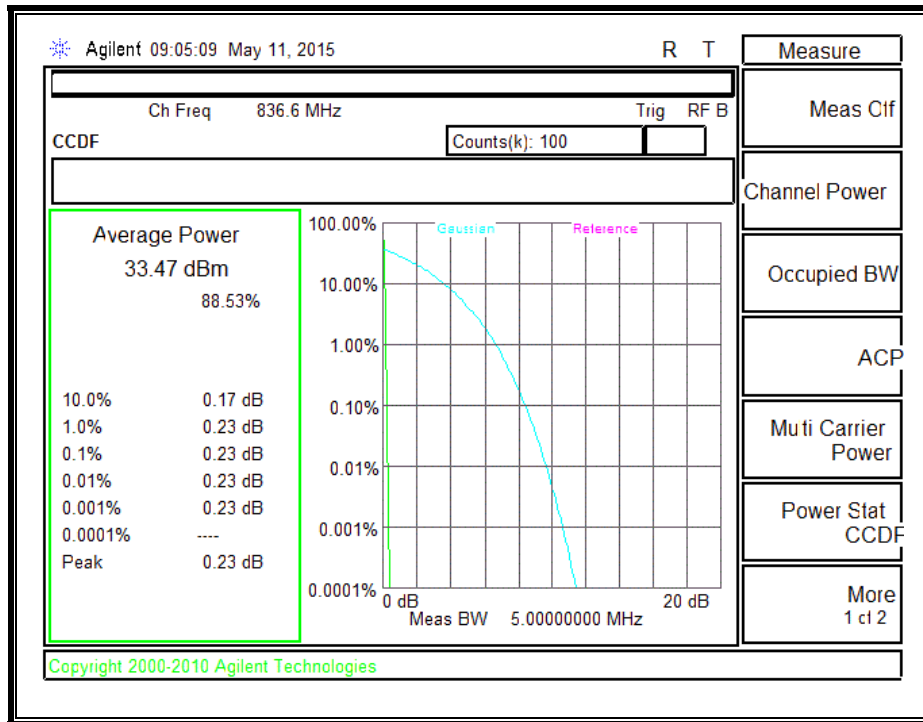 Agilent 09:05:09 May 11, 2015 R T
Ch Freq 836.6 MHz Trig RF B
CCDF Counts(k): 100
Average Power
33.47 dBm
88.53%
10.0% 0.17 dB
1.0% 0.23 dB
0.1% 0.23 dB
0.01% 0.23 dB
0.001% 0.23 dB
0.0001% ----
Peak 0.23 dB
Gaussian Reference
100.00%
10.00%
1.00%
0.10%
0.01%
0.001%
0.0001%
0 dB 20 dB
Meas BW 5.00000000 MHz
Measure
Meas Off
Channel Power
Occupied BW
ACP
Multi Carrier
Power
Power Stat
CCDF
More
1 of 2
Copyright 2000-2010 Agilent Technologies